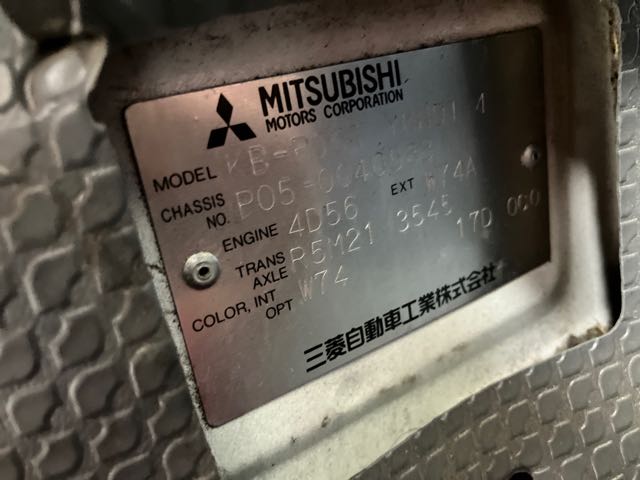 MITSUBISHI
MOTORS CORPORATION
MODEL
CHASSIS NO.
ENGINE 4D56 EXT W74A
TRANS AXLE R5M21 3545
COLOR, INT OPT W74 17D 000
三菱自動車工業株式会社